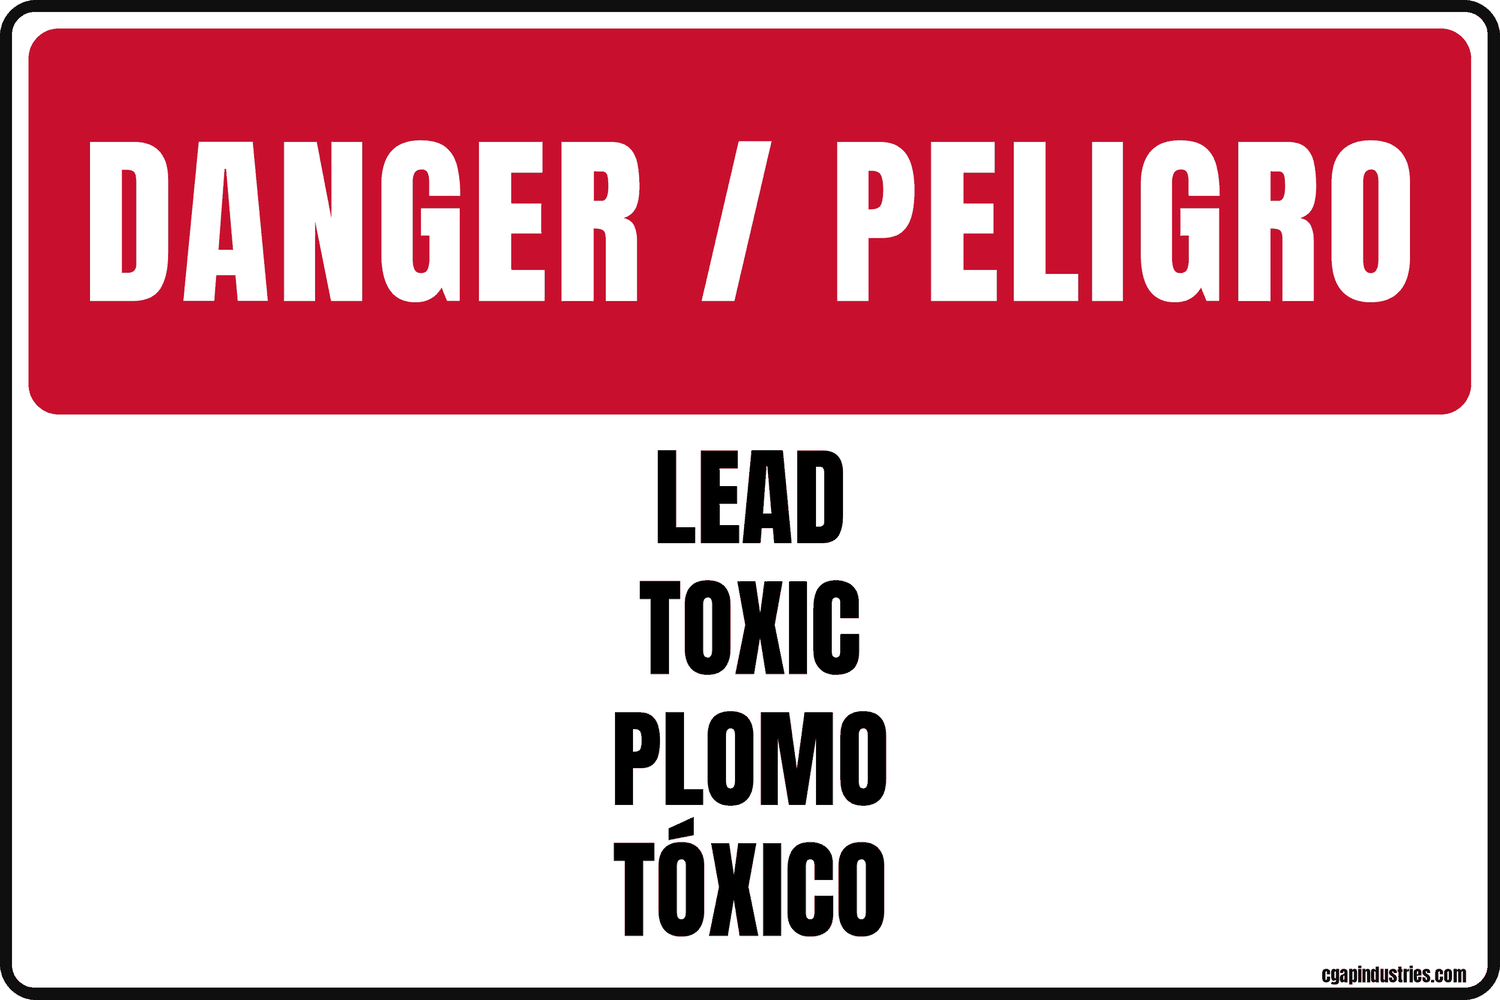 DANGER / PELIGRO
LEAD
TOXIC
PLOMO
TÓXICO
cgapindustries.com